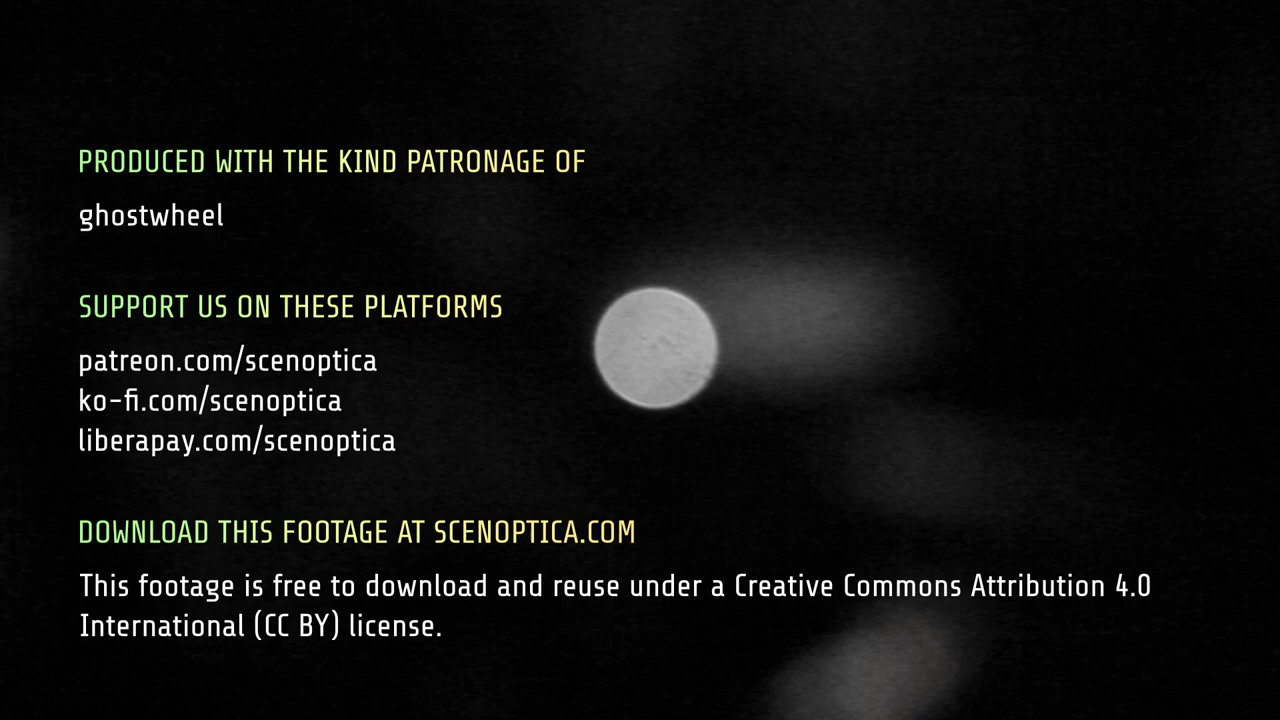 PRODUCED WITH THE KIND PATRONAGE OF
ghostwheel
SUPPORT US ON THESE PLATFORMS
patreon.com/scenoptica
ko-fi.com/scenoptica
liberapay.com/scenoptica
DOWNLOAD THIS FOOTAGE AT SCENOPTICA.COM
This footage is free to download and reuse under a Creative Commons Attribution 4.0
International (CC BY) license.